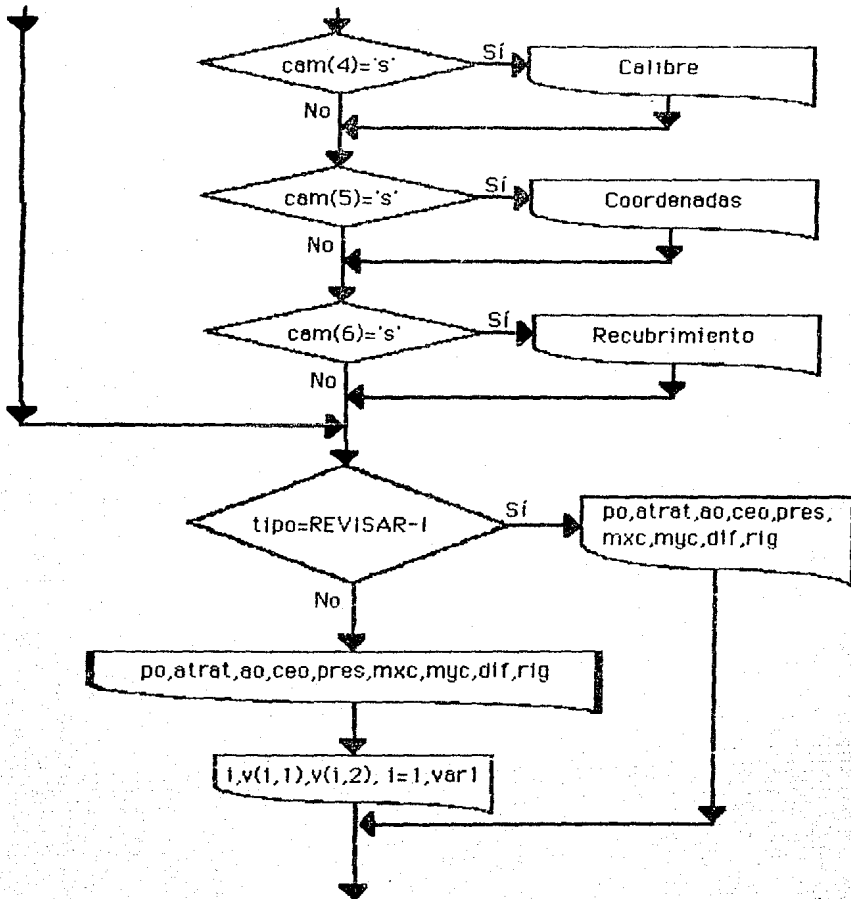 cam(4)='s'
Sí
Calibre
No
cam(5)='s'
Sí
Coordenadas
No
cam(6)='s'
Sí
Recubrimiento
No
tipo=REVISAR-I
Sí
po,atrat,ao,ceo,pres,
mxc,myc,dif,rig
No
po,atrat,ao,ceo,pres,mxc,myc,dif,rig
i,v(i,1),v(i,2), i=1,var1